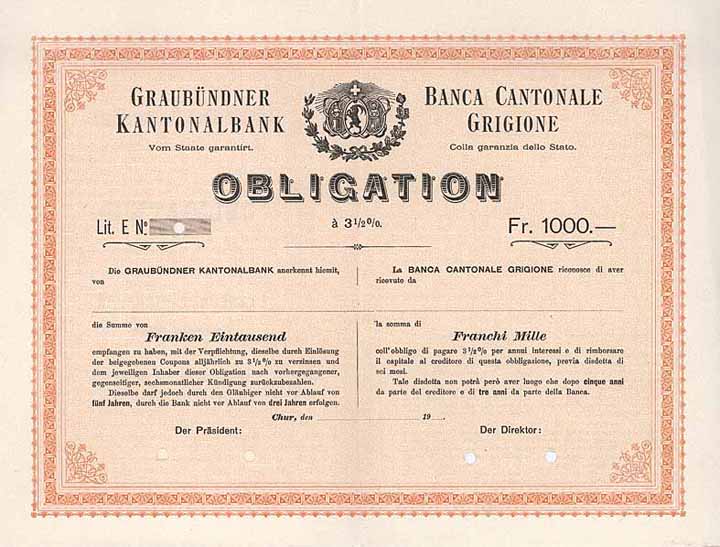 GRAUBÜNDNER
KANTONALBANK
Vom Staate garantirt.
BANCA CANTONALE
GRIGIONE
Colla garanzia dello Stato.
OBLIGATION
Lit. E No.
à 3 1/2 %.
Fr. 1000.—
Die GRAUBÜNDNER KANTONALBANK anerkennt hiemit,
von
die Summe von
Franken Eintausend
empfangen zu haben, mit der Verpflichtung, dieselbe durch Einlösung
der beigegebenen Coupons alljährlich zu 3 1/2 % zu verzinsen und
dem jeweiligen Inhaber dieser Obligation nach vorhergegangener,
gegenseitiger, sechsmonatlicher Kündigung zurückzubezahlen.
Dieselbe darf jedoch durch den Gläubiger nicht vor Ablauf von
fünf Jahren, durch die Bank nicht vor Ablauf von drei Jahren erfolgen.
La BANCA CANTONALE GRIGIONE riconosce di aver
ricevuto da
la somma di
Franchi Mille
coll'obbligo di pagare 3 1/2 % per annui interessi e di rimborsare
il capitale al creditore di questa obbligazione, previa disdetta di
sei mesi.
Tale disdetta non potrà però aver luogo che dopo cinque anni
da parte del creditore e di tre anni da parte della Banca.
Chur, den 19
Der Präsident:
Der Direktor: